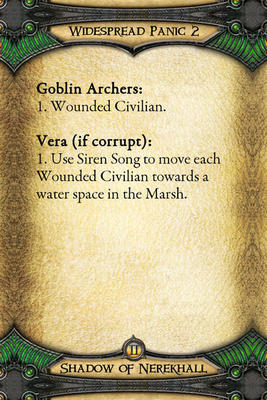 Widespread Panic 2
Goblin Archers:
1. Wounded Civilian.
Vera (if corrupt):
1. Use Siren Song to move each
Wounded Civilian towards a
water space in the Marsh.
II
Shadow of Nerekhall